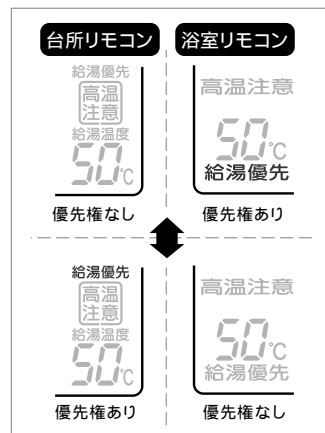 台所リモコン
浴室リモコン
給湯優先
高温
注意
給湯温度
50℃
高温注意
50℃
給湯優先
優先権なし
優先権あり
給湯優先
高温
注意
給湯温度
50℃
高温注意
50℃
給湯優先
優先権あり
優先権なし